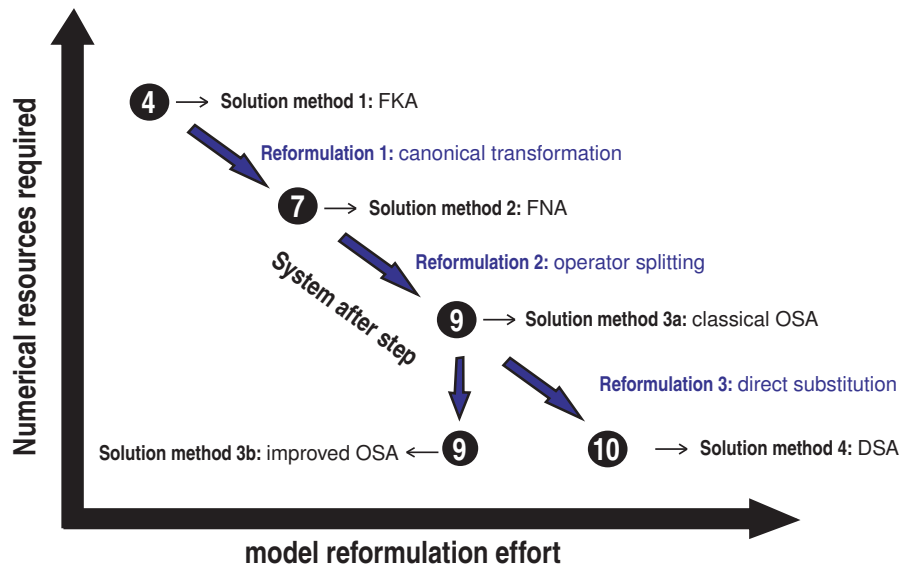 Numerical resources required
4 Solution method 1: FKA
Reformulation 1: canonical transformation
7 Solution method 2: FNA
Reformulation 2: operator splitting
System after step
9 Solution method 3a: classical OSA
Reformulation 3: direct substitution
Solution method 3b: improved OSA 9
10 Solution method 4: DSA
model reformulation effort